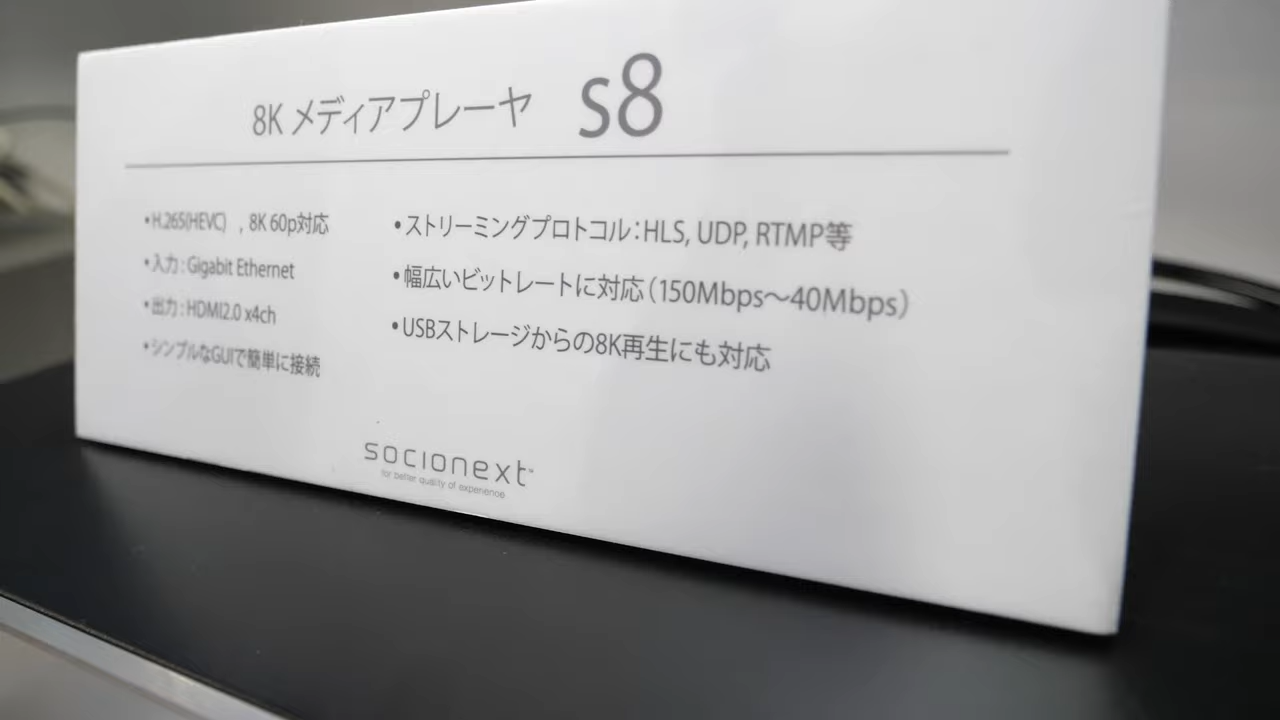 8K メディアプレーヤ s8
•H.265(HEVC) , 8K 60p対応
•入力 : Gigabit Ethernet
•出力 : HDMI2.0 x4ch
•シンプルなGUIで簡単に接続
•ストリーミングプロトコル：HLS, UDP, RTMP等
•幅広いビットレートに対応（150Mbps～40Mbps）
•USBストレージからの8K再生にも対応
socionext™
for better quality of experience